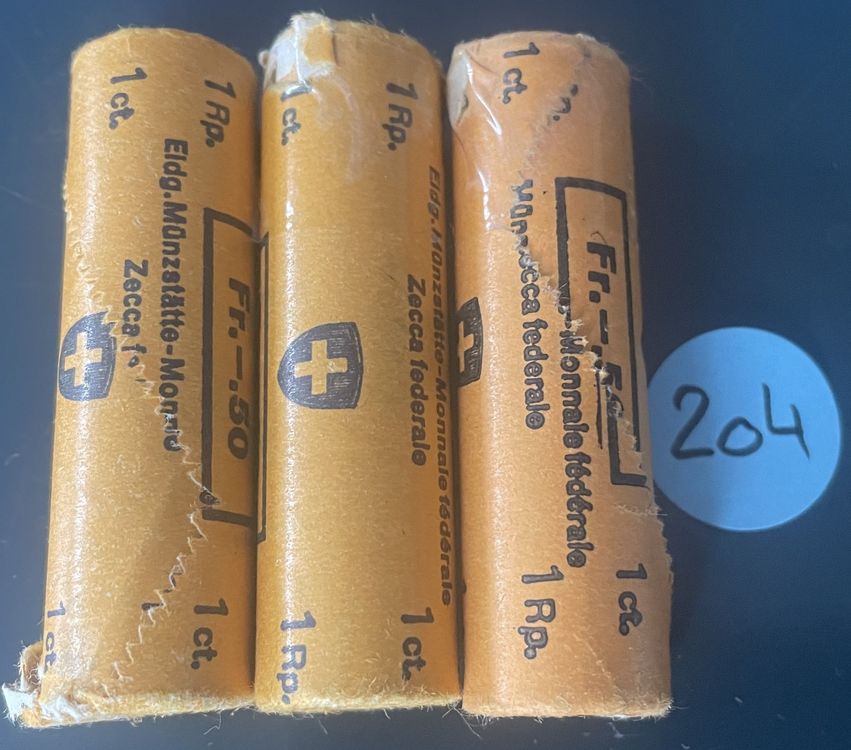 1 ct.
1 Rp.
Eidg.Münzstätte-Monnaie
Zecca
Fr.-.50
1 ct.
1 ct.
1 ct.
1 Rp.
Eidg.Münzstätte-Monnaie fédérale
Zecca federale
1 Rp.
1 ct.
1 ct.
Fr.-.50
Monnaie fédérale
federale
1 Rp.
1 ct.
204